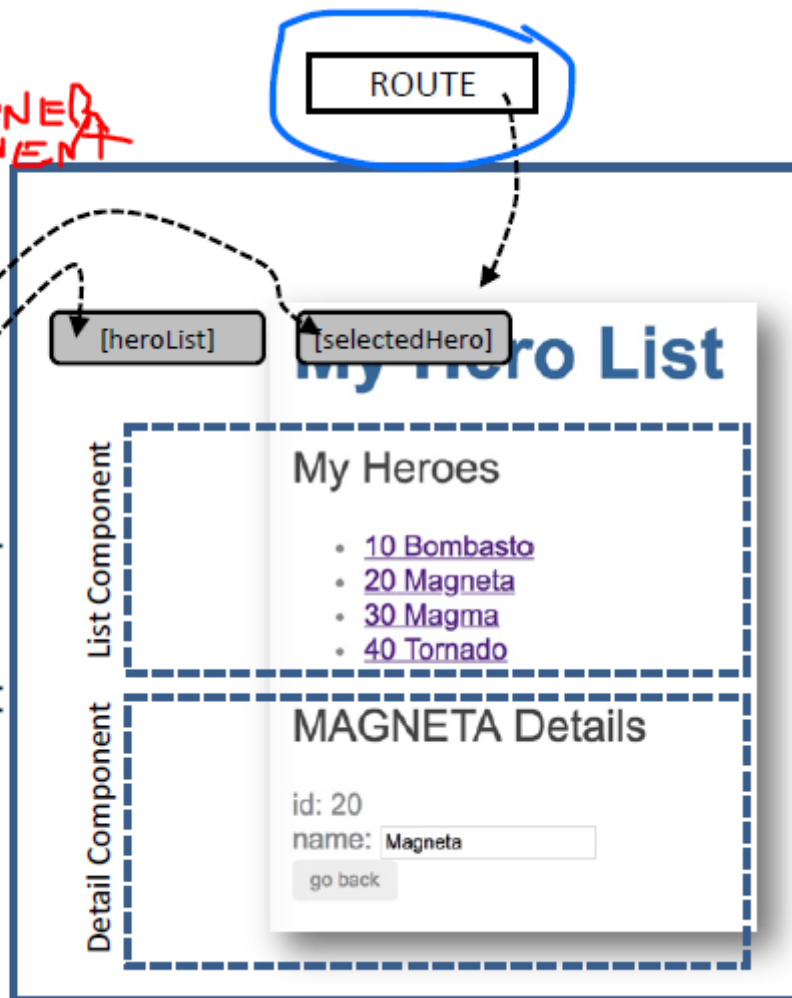 ROUTE
[heroList]
[selectedHero]
My Hero List
List Component
My Heroes
10 Bombasto
20 Magneta
30 Magma
40 Tornado
Detail Component
MAGNETA Details
id: 20
name: Magneta
go back